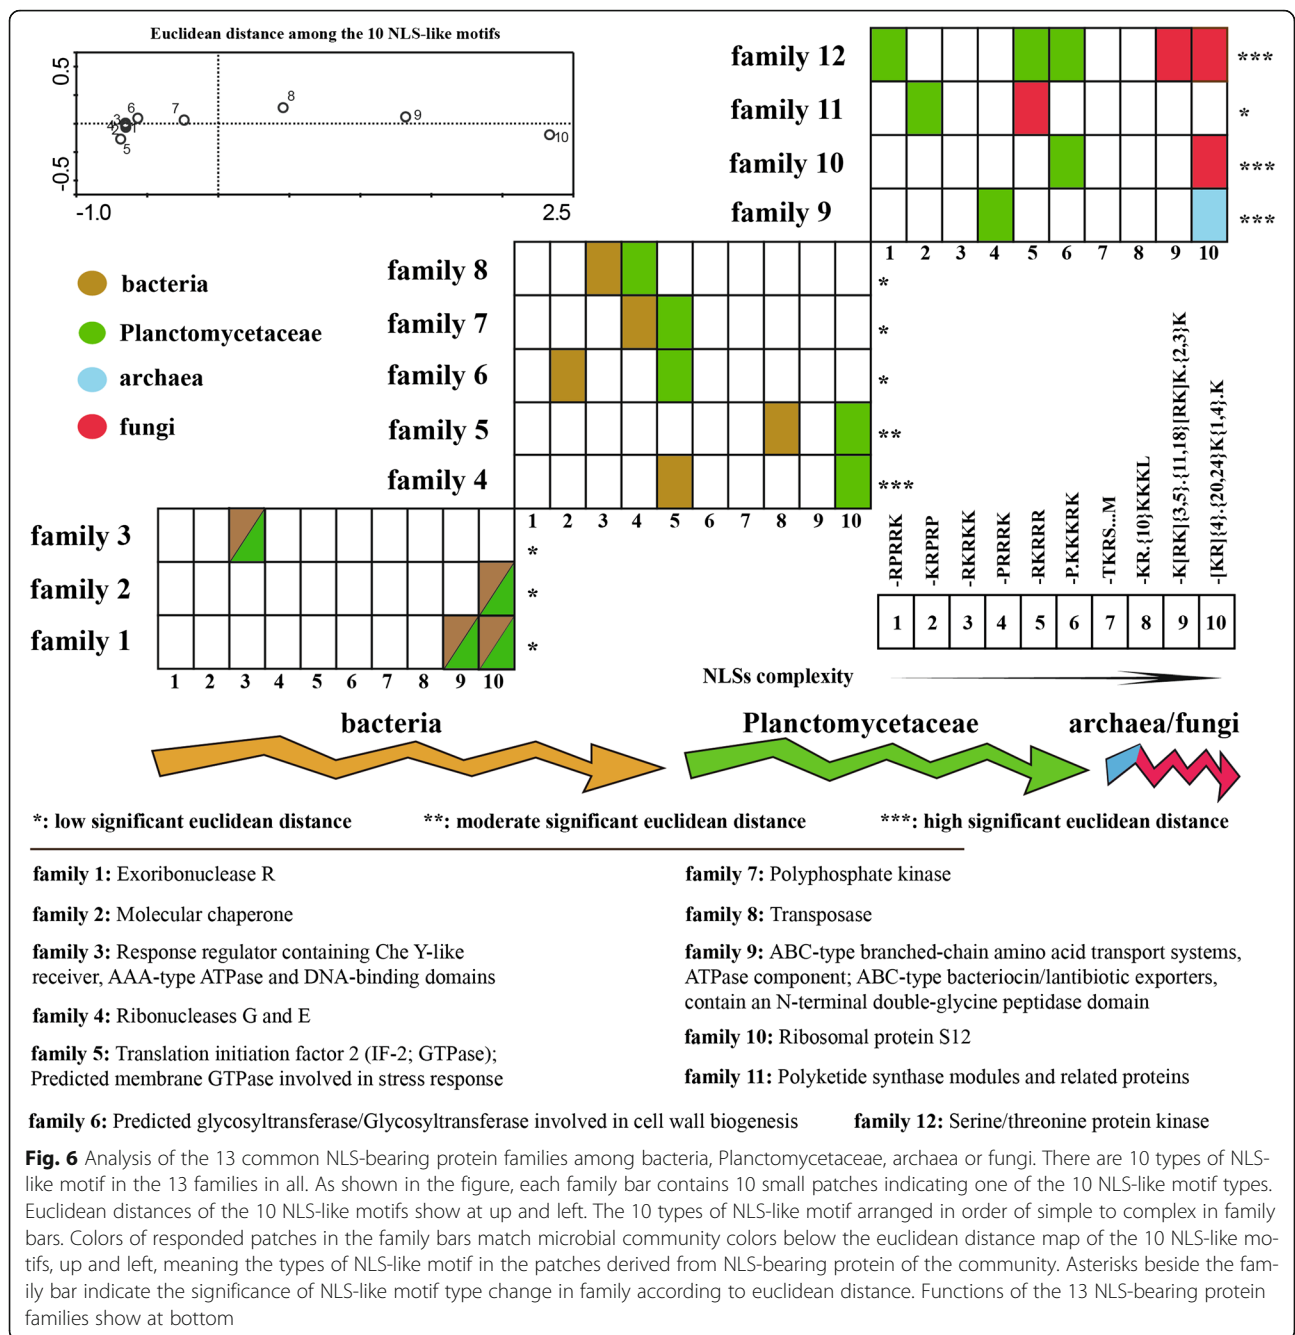 Euclidean distance among the 10 NLS-like motifs
0.5
-0.5
-1.0
2.5
1
2
3
4
5
6
7
8
9
10
bacteria
Planctomycetaceae
archaea
fungi
family 12
***
family 11
*
family 10
***
family 9
***
1 2 3 4 5 6 7 8 9 10
family 8
*
family 7
*
family 6
*
family 5
**
family 4
***
1 2 3 4 5 6 7 8 9 10
family 3
*
family 2
*
family 1
*
1 2 3 4 5 6 7 8 9 10
-RPRRK
-KRPRP
-RKRKK
-PRRRK
-RKRRR
-P.KKKRK
-TKRS...M
-KR.{10}KKKL
-K[RK]{3,5}.{11,18}[RK]K.{2,3}K
-[KR]{4}.{20,24}K{1,4}.K
1 2 3 4 5 6 7 8 9 10
NLSs complexity
bacteria
Planctomycetaceae
archaea/fungi
*: low significant euclidean distance
**: moderate significant euclidean distance
***: high significant euclidean distance
family 1: Exoribonuclease R
family 2: Molecular chaperone
family 3: Response regulator containing Che Y-like
receiver, AAA-type ATPase and DNA-binding domains
family 4: Ribonucleases G and E
family 5: Translation initiation factor 2 (IF-2; GTPase);
Predicted membrane GTPase involved in stress response
family 6: Predicted glycosyltransferase/Glycosyltransferase involved in cell wall biogenesis
family 7: Polyphosphate kinase
family 8: Transposase
family 9: ABC-type branched-chain amino acid transport systems,
ATPase component; ABC-type bacteriocin/lantibiotic exporters,
contain an N-terminal double-glycine peptidase domain
family 10: Ribosomal protein S12
family 11: Polyketide synthase modules and related proteins
family 12: Serine/threonine protein kinase
Fig. 6 Analysis of the 13 common NLS-bearing protein families among bacteria, Planctomycetaceae, archaea or fungi. There are 10 types of NLS-
like motif in the 13 families in all. As shown in the figure, each family bar contains 10 small patches indicating one of the 10 NLS-like motif types.
Euclidean distances of the 10 NLS-like motifs show at up and left. The 10 types of NLS-like motif arranged in order of simple to complex in family
bars. Colors of responded patches in the family bars match microbial community colors below the euclidean distance map of the 10 NLS-like mo-
tifs, up and left, meaning the types of NLS-like motif in the patches derived from NLS-bearing protein of the community. Asterisks beside the fam-
ily bar indicate the significance of NLS-like motif type change in family according to euclidean distance. Functions of the 13 NLS-bearing protein
families show at bottom